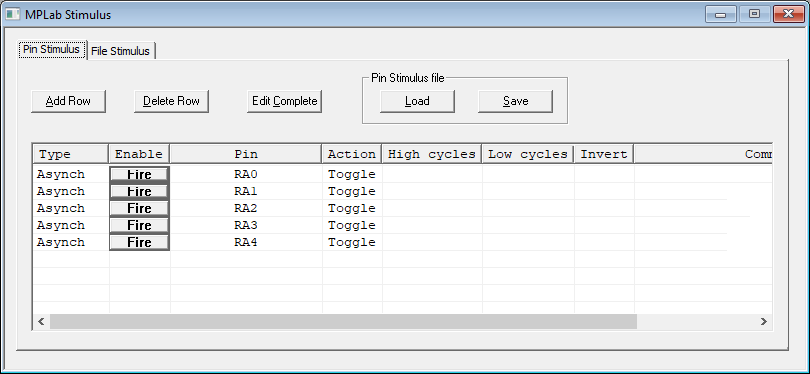 MPLab Stimulus
Pin Stimulus File Stimulus
Pin Stimulus file
Add Row Delete Row Edit Complete Load Save
Type Enable Pin Action High cycles Low cycles Invert Comm
Asynch Fire RA0 Toggle
Asynch Fire RA1 Toggle
Asynch Fire RA2 Toggle
Asynch Fire RA3 Toggle
Asynch Fire RA4 Toggle